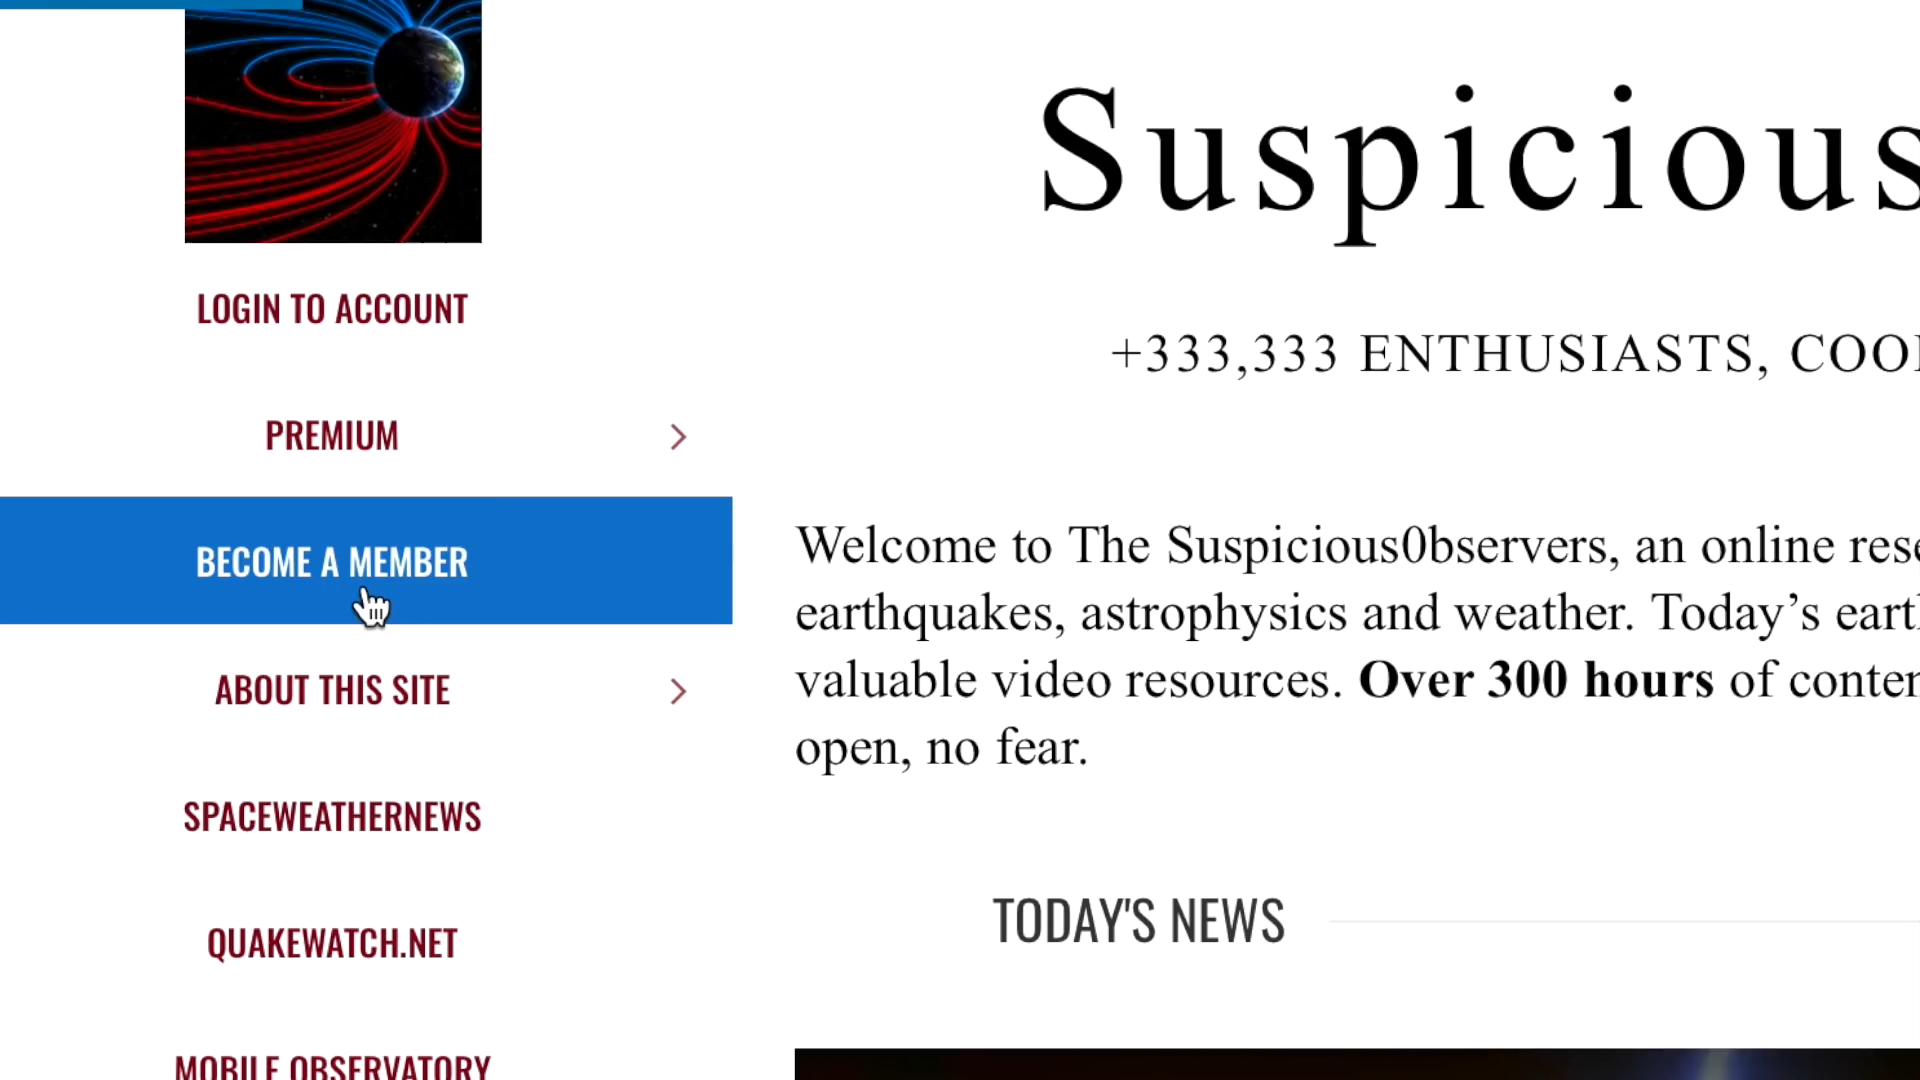 LOGIN TO ACCOUNT
PREMIUM
BECOME A MEMBER
ABOUT THIS SITE
SPACEWEATHERNEWS
QUAKEWATCH.NET
MOBILE OBSERVATORY
Suspicious
+333,333 ENTHUSIASTS,
Welcome to The Suspicious0bservers, an online
earthquakes, astrophysics and weather. Today’s
valuable video resources. Over 300 hours of
open, no fear.
TODAY'S NEWS